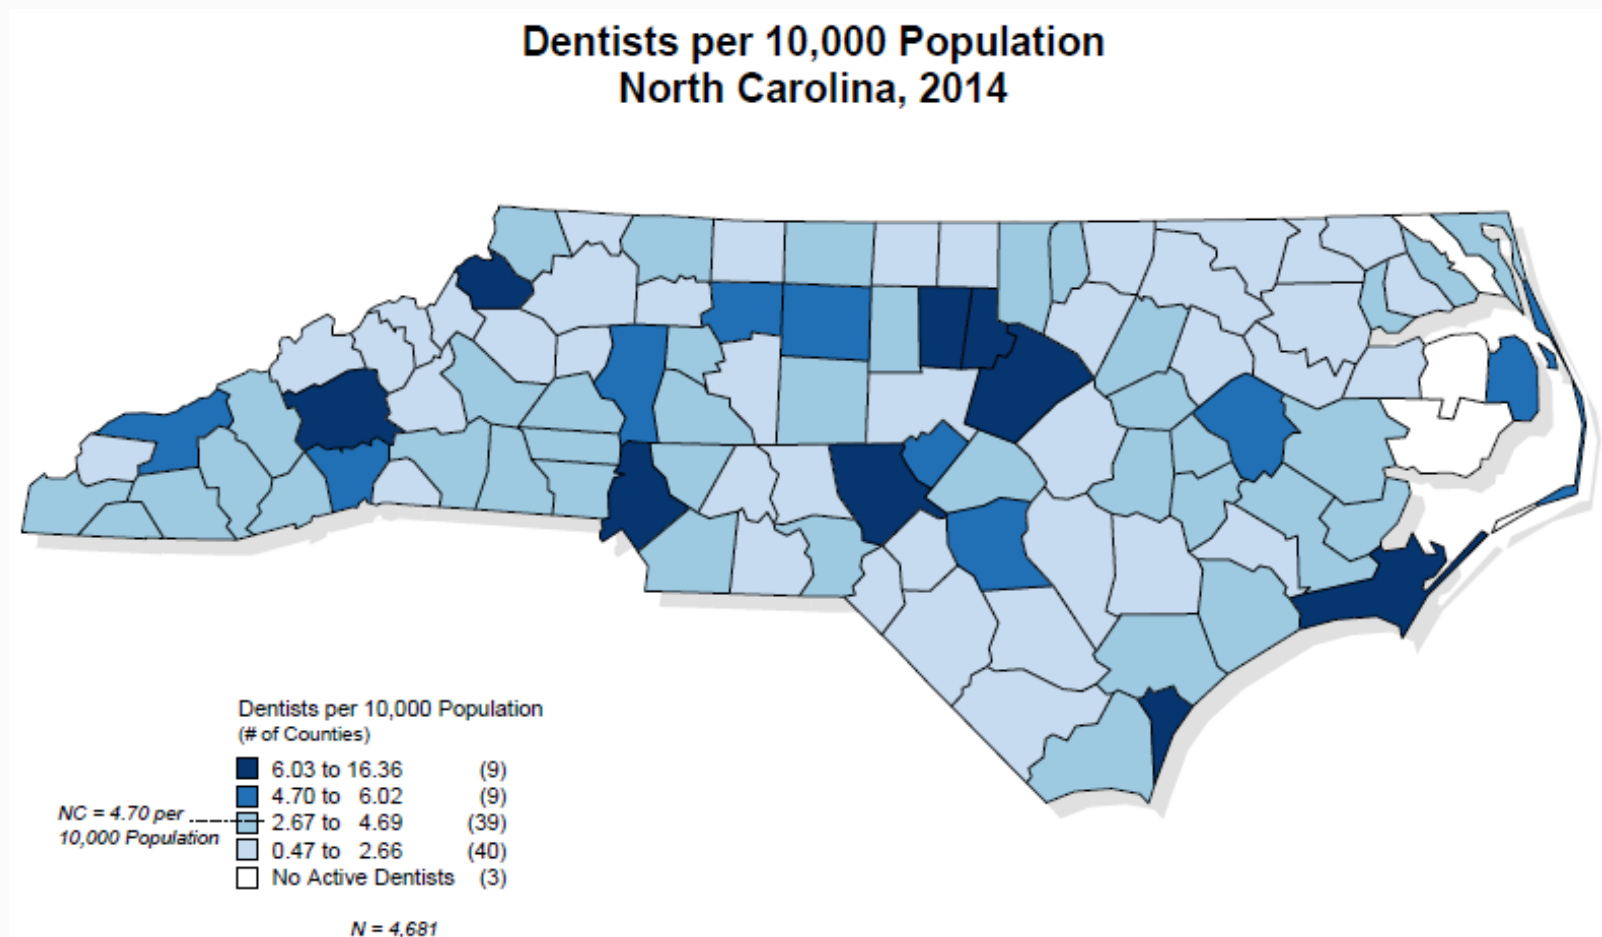 Dentists per 10,000 Population
North Carolina, 2014
Dentists per 10,000 Population
(# of Counties)
6.03 to 16.36 (9)
4.70 to 6.02 (9)
2.67 to 4.69 (39)
0.47 to 2.66 (40)
No Active Dentists (3)
NC = 4.70 per
10,000 Population
N = 4,681